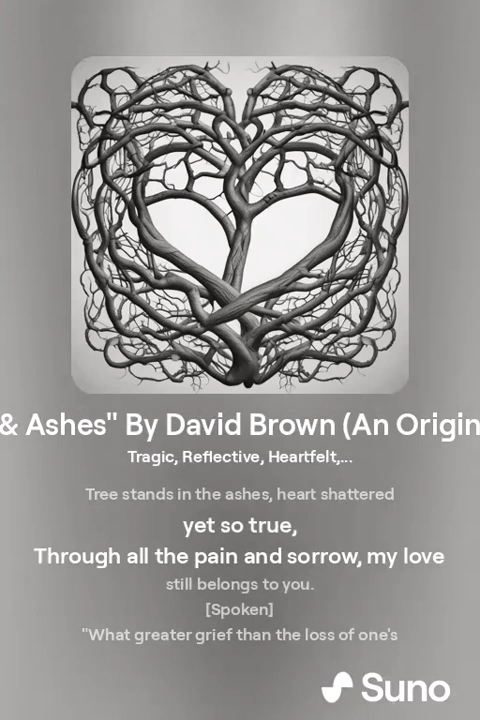 & Ashes" By David Brown (An Origin
Tragic, Reflective, Heartfelt,...
Tree stands in the ashes, heart shattered
yet so true,
Through all the pain and sorrow, my love
still belongs to you.
[Spoken]
"What greater grief than the loss of one's
Suno